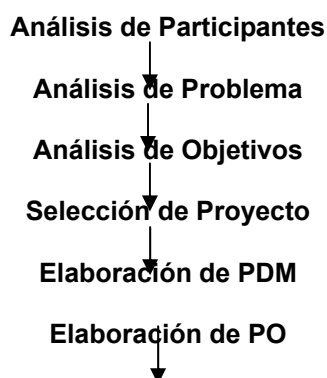 Análisis de Participantes
Análisis de Problema
Análisis de Objetivos
Selección de Proyecto
Elaboración de PDM
Elaboración de PO